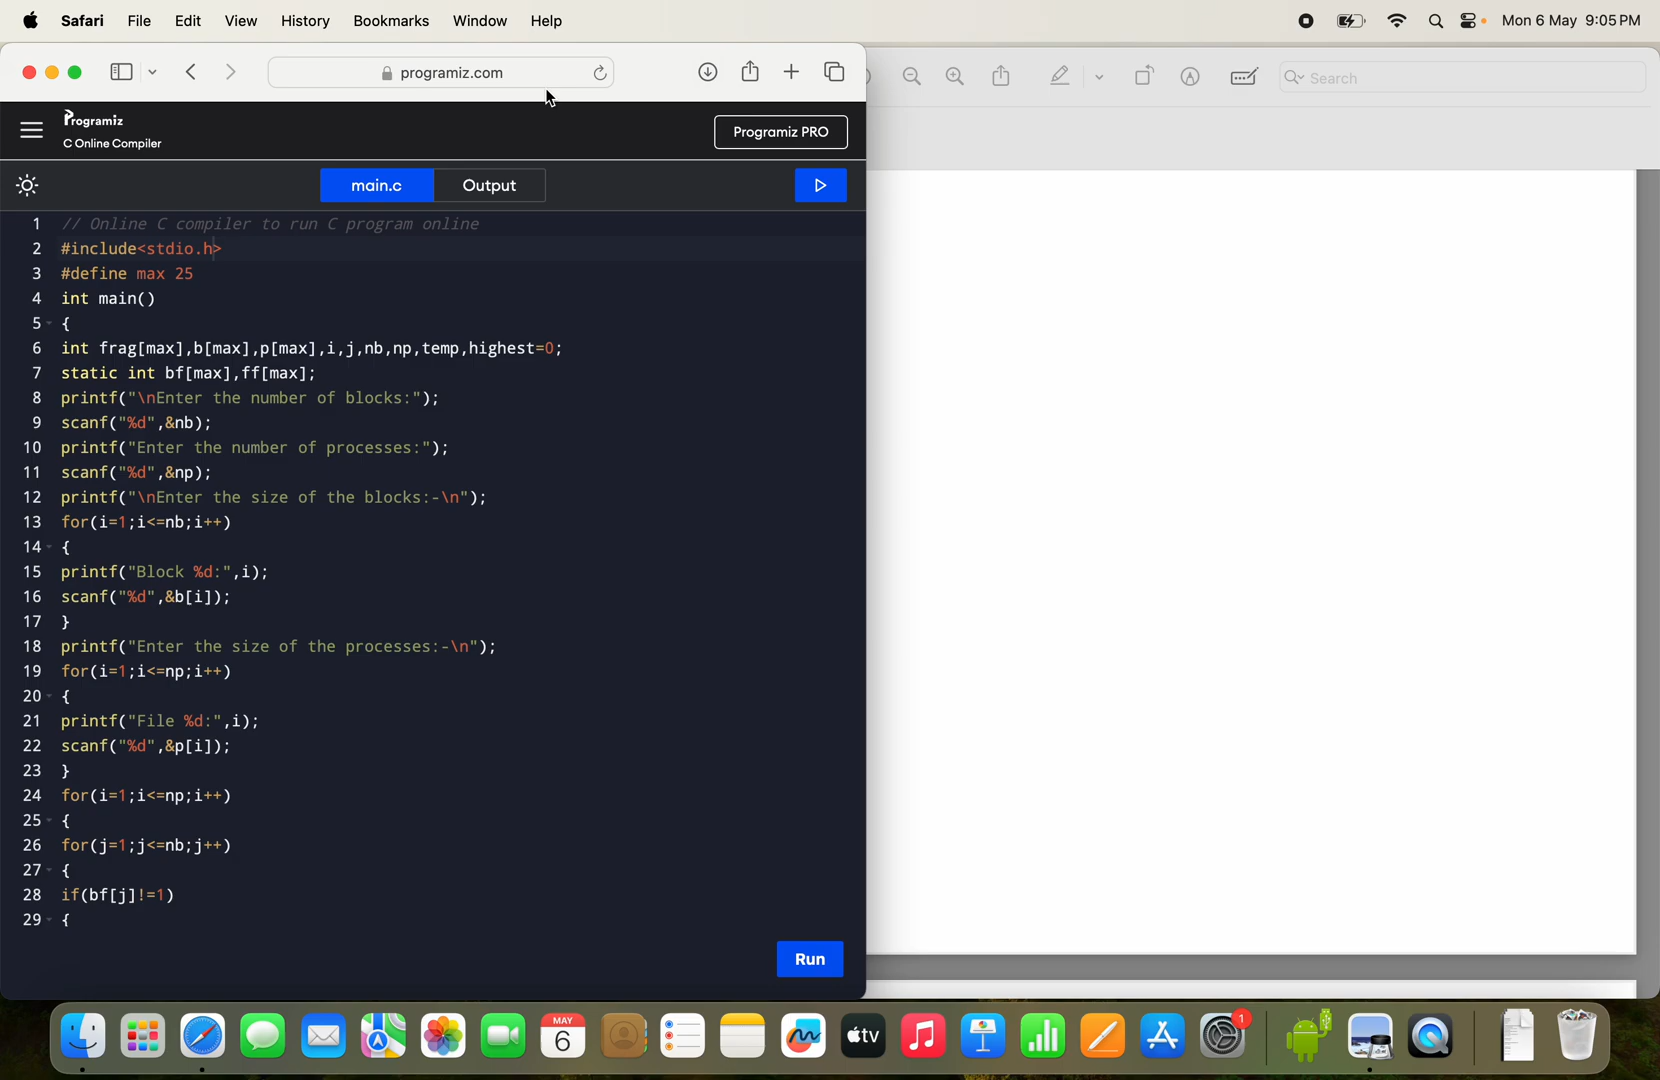 Safari File Edit View History Bookmarks Window Help Mon 6 May 9:05 PM
programiz.com
Search
Programiz
C Online Compiler
Programiz PRO
main.c Output
1 // Online C compiler to run C program online
2 #include<stdio.h>
3 #define max 25
4 int main()
5 {
6 int frag[max],b[max],p[max],i,j,nb,np,temp,highest=0;
7 static int bf[max],ff[max];
8 printf("\nEnter the number of blocks:");
9 scanf("%d",&nb);
10 printf("Enter the number of processes:");
11 scanf("%d",&np);
12 printf("\nEnter the size of the blocks:-\n");
13 for(i=1;i<=nb;i++)
14 {
15 printf("Block %d:",i);
16 scanf("%d",&b[i]);
17 }
18 printf("Enter the size of the processes:-\n");
19 for(i=1;i<=np;i++)
20 {
21 printf("File %d:",i);
22 scanf("%d",&p[i]);
23 }
24 for(i=1;i<=np;i++)
25 {
26 for(j=1;j<=nb;j++)
27 {
28 if(bf[j]!=1)
29 {
Run
MAY
6
tv
1